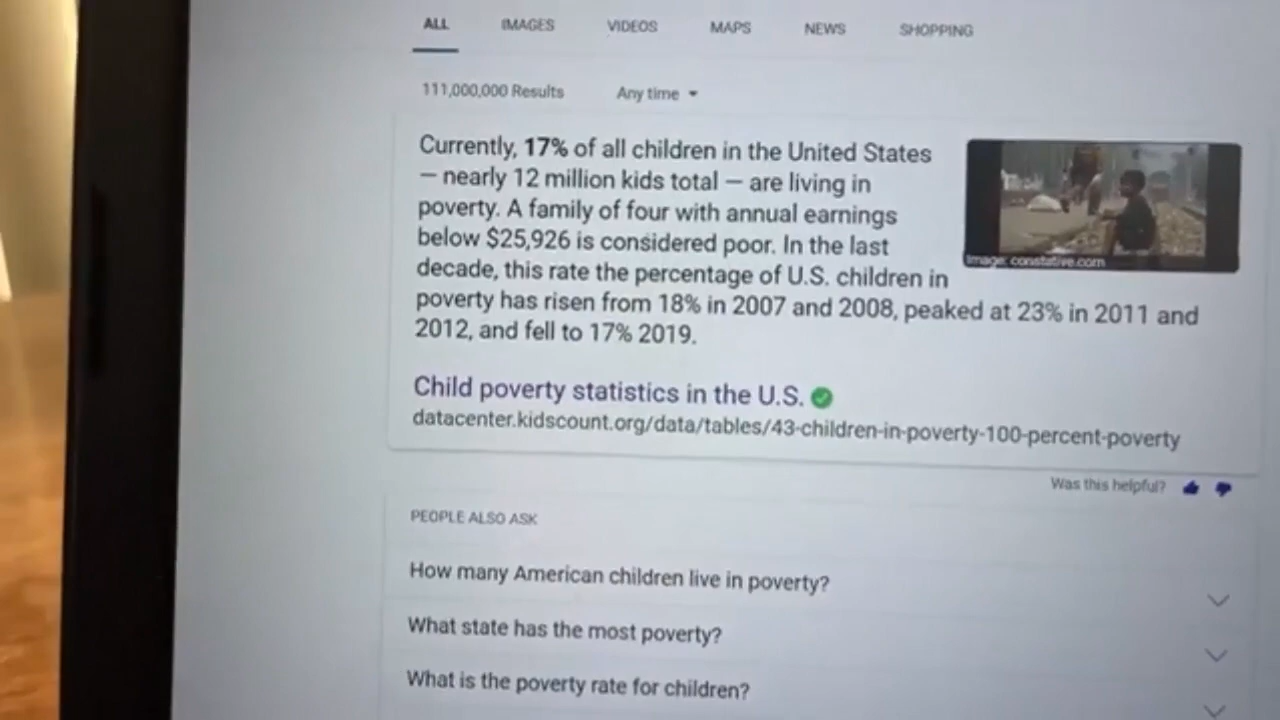 ALL IMAGES VIDEOS MAPS NEWS SHOPPING
111,000,000 Results Any time
Currently, 17% of all children in the United States
— nearly 12 million kids total — are living in
poverty. A family of four with annual earnings
below $25,926 is considered poor. In the last
decade, this rate the percentage of U.S. children in
poverty has risen from 18% in 2007 and 2008, peaked at 23% in 2011 and
2012, and fell to 17% 2019.
Image: constative.com
Child poverty statistics in the U.S.
datacenter.kidscount.org/data/tables/43-children-in-poverty-100-percent-poverty
Was this helpful?
PEOPLE ALSO ASK
How many American children live in poverty?
What state has the most poverty?
What is the poverty rate for children?